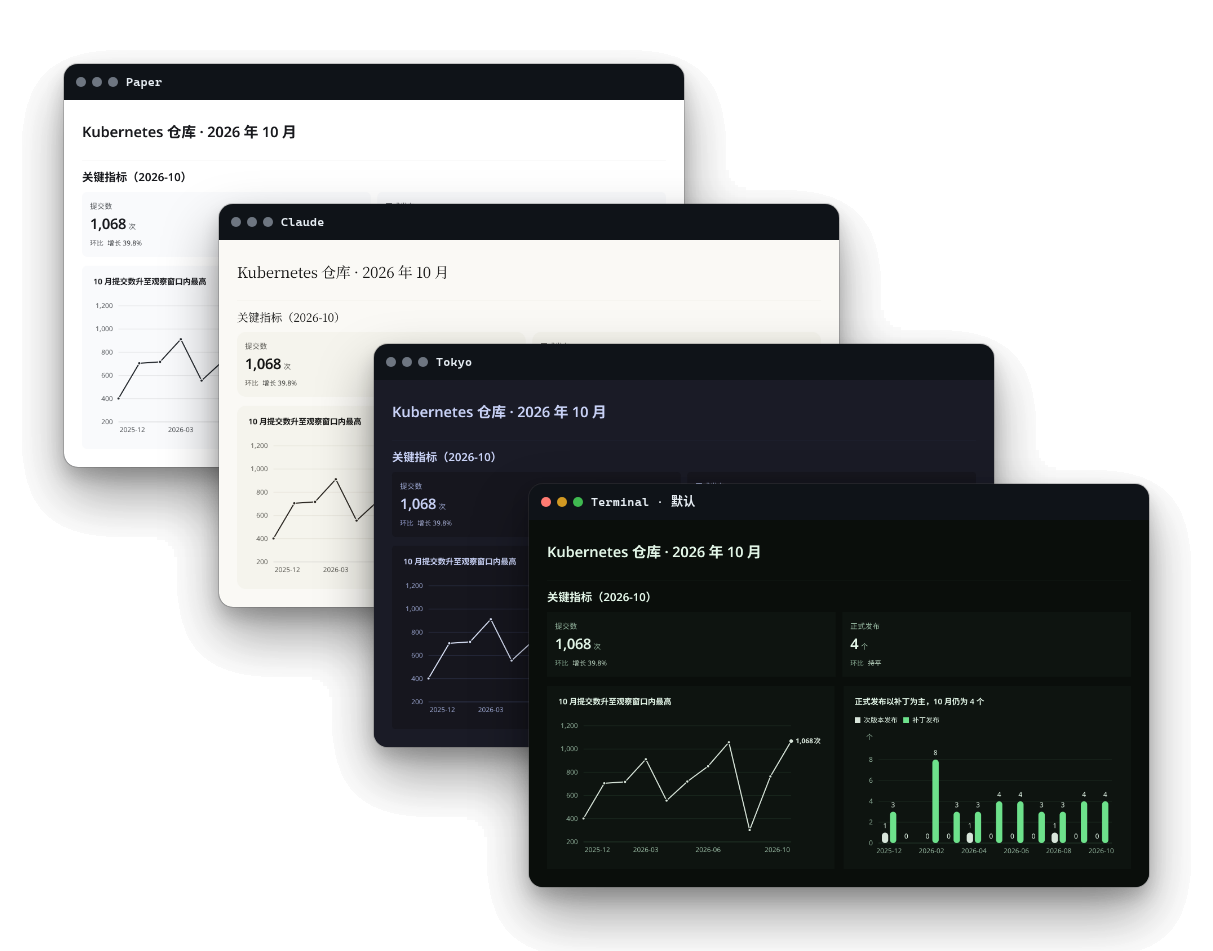 Paper
Kubernetes 仓库 · 2026 年 10 月
关键指标（2026-10）
提交数
1,068 次
环比 增长 39.8%
10 月提交数升至观察窗口内最高
1,200
1,000
800
600
400
200
2025-12 2026-03
Claude
Kubernetes 仓库 · 2026 年 10 月
关键指标（2026-10）
提交数
1,068 次
环比 增长 39.8%
10 月提交数升至观察窗口内最高
1,200
1,000
800
600
400
200
2025-12 2026-03
Tokyo
Kubernetes 仓库 · 2026 年 10 月
关键指标（2026-10）
提交数
1,068 次
环比 增长 39.8%
10 月提交数升至观察窗口内最高
1,200
1,000
800
600
400
200
2025-12 2026-03
Terminal · 默认
Kubernetes 仓库 · 2026 年 10 月
关键指标（2026-10）
提交数
1,068 次
环比 增长 39.8%
正式发布
4 个
环比 持平
10 月提交数升至观察窗口内最高
1,200
1,000
800
600
400
200
1,068次
2025-12 2026-03 2026-06 2026-10
正式发布以补丁为主，10 月仍为 4 个
次版本发布 补丁发布
个
8
6
4
2
0
1 3 0 0 8 0 3 1 3 0 4 0 4 0 3 1 3 0 4 0 4
2025-12 2026-02 2026-04 2026-06 2026-08 2026-10